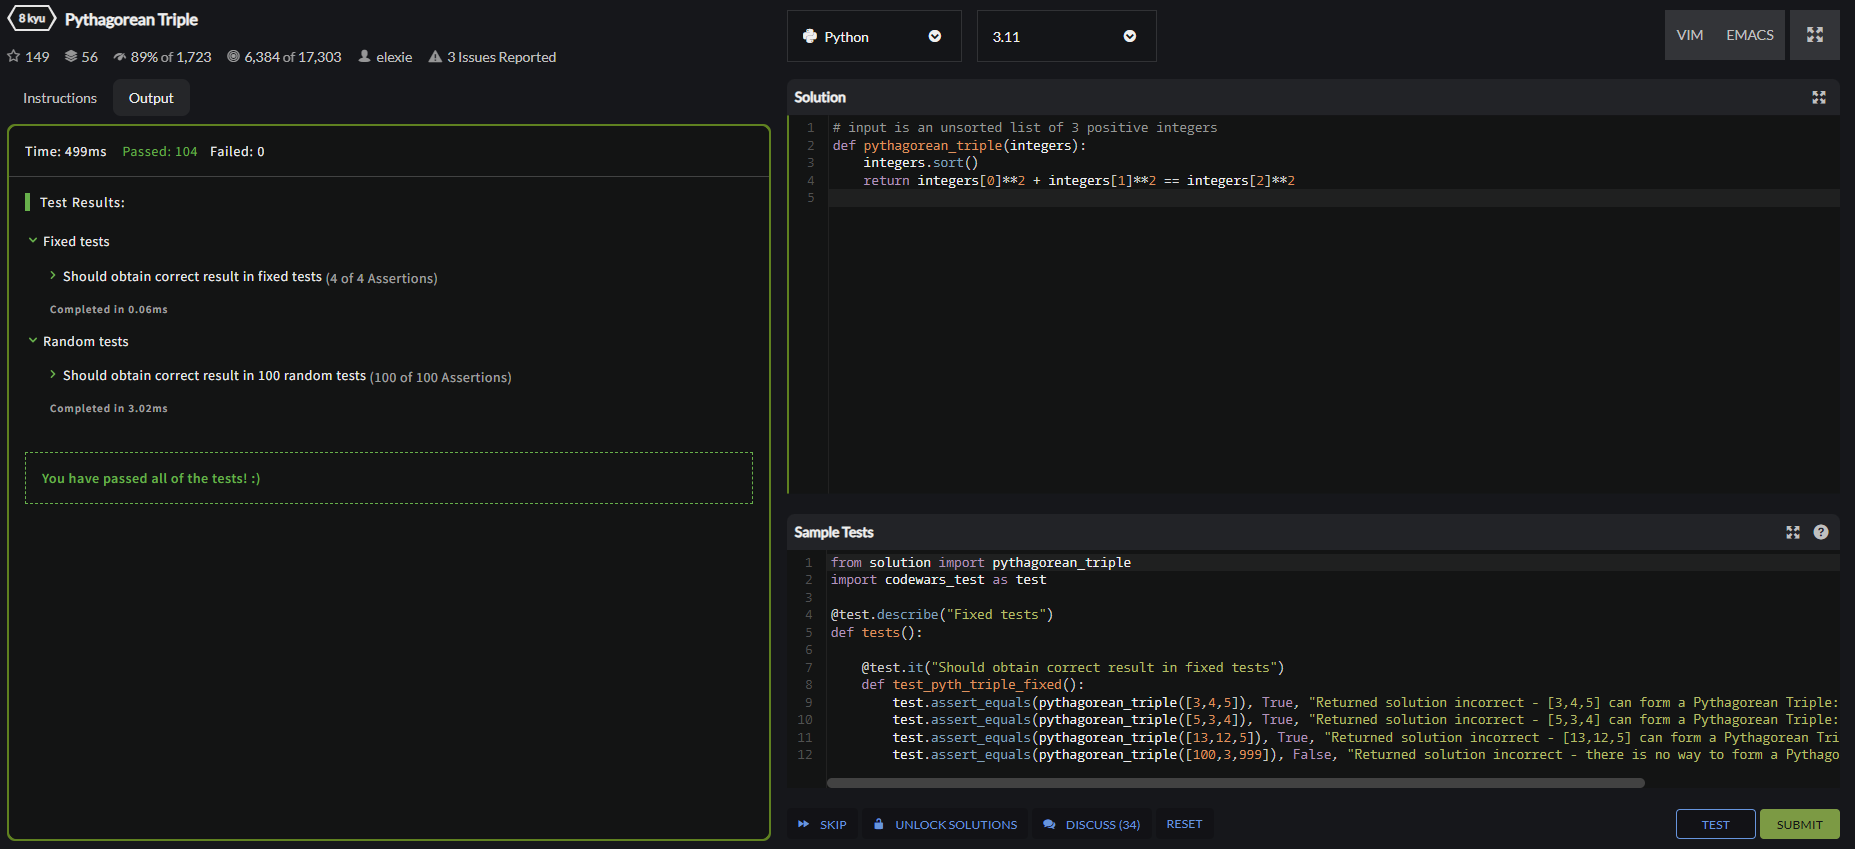 8 kyu Pythagorean Triple
149 56 89% of 1,723 6,384 of 17,303 elexie 3 Issues Reported
Instructions Output
Time: 499ms Passed: 104 Failed: 0
Test Results:
Fixed tests
Should obtain correct result in fixed tests (4 of 4 Assertions)
Completed in 0.06ms
Random tests
Should obtain correct result in 100 random tests (100 of 100 Assertions)
Completed in 3.02ms
You have passed all of the tests! :)
Python 3.11 VIM EMACS
Solution
1 # input is an unsorted list of 3 positive integers
2 def pythagorean_triple(integers):
3     integers.sort()
4     return integers[0]**2 + integers[1]**2 == integers[2]**2
5
Sample Tests ?
1 from solution import pythagorean_triple
2 import codewars_test as test
3
4 @test.describe("Fixed tests")
5 def tests():
6
7     @test.it("Should obtain correct result in fixed tests")
8     def test_pyth_triple_fixed():
9         test.assert_equals(pythagorean_triple([3,4,5]), True, "Returned solution incorrect - [3,4,5] can form a Pythagorean Triple:
10         test.assert_equals(pythagorean_triple([5,3,4]), True, "Returned solution incorrect - [5,3,4] can form a Pythagorean Triple:
11         test.assert_equals(pythagorean_triple([13,12,5]), True, "Returned solution incorrect - [13,12,5] can form a Pythagorean Tri
12         test.assert_equals(pythagorean_triple([100,3,999]), False, "Returned solution incorrect - there is no way to form a Pythago
SKIP UNLOCK SOLUTIONS DISCUSS (34) RESET TEST SUBMIT